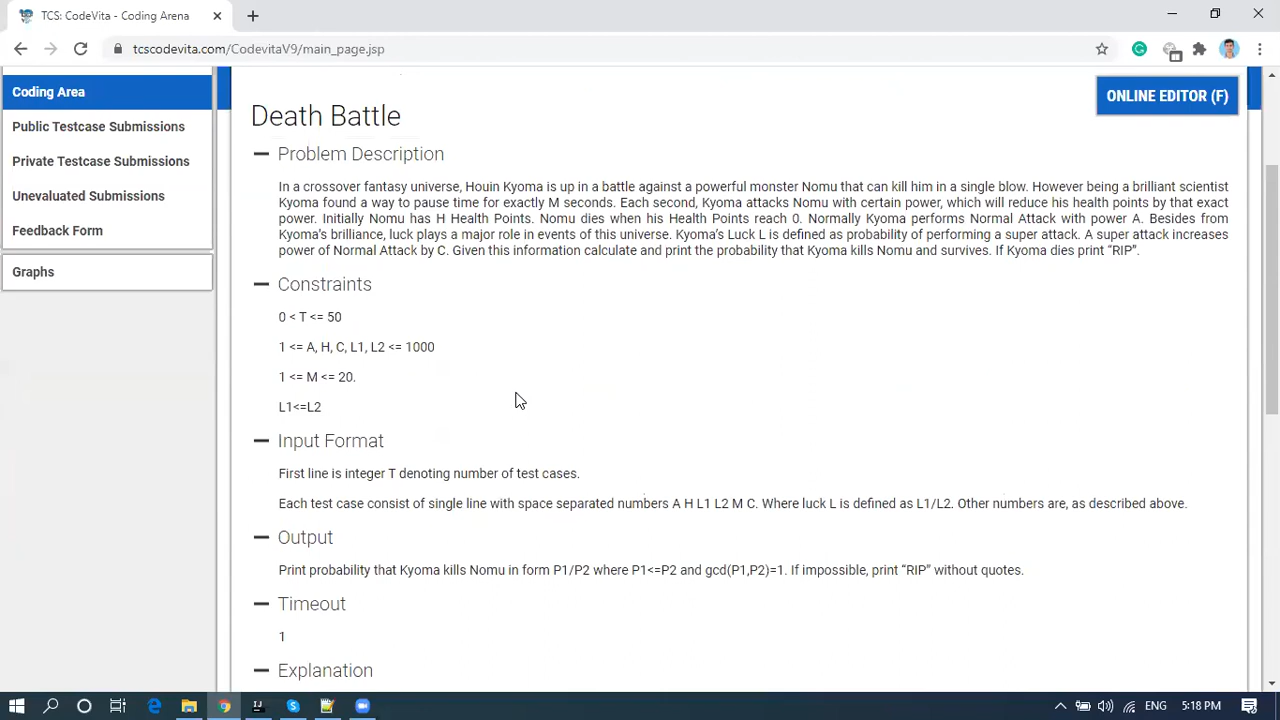 TCS: CodeVita - Coding Arena
tcscodevita.com/CodevitaV9/main_page.jsp
Coding Area
Public Testcase Submissions
Private Testcase Submissions
Unevaluated Submissions
Feedback Form
Graphs
ONLINE EDITOR (F)
Death Battle
Problem Description
In a crossover fantasy universe, Houin Kyoma is up in a battle against a powerful monster Nomu that can kill him in a single blow. However being a brilliant scientist
Kyoma found a way to pause time for exactly M seconds. Each second, Kyoma attacks Nomu with certain power, which will reduce his health points by that exact
power. Initially Nomu has H Health Points. Nomu dies when his Health Points reach 0. Normally Kyoma performs Normal Attack with power A. Besides from
Kyoma's brilliance, luck plays a major role in events of this universe. Kyoma's Luck L is defined as probability of performing a super attack. A super attack increases
power of Normal Attack by C. Given this information calculate and print the probability that Kyoma kills Nomu and survives. If Kyoma dies print “RIP”.
Constraints
0 < T <= 50
1 <= A, H, C, L1, L2 <= 1000
1 <= M <= 20.
L1<=L2
Input Format
First line is integer T denoting number of test cases.
Each test case consist of single line with space separated numbers A H L1 L2 M C. Where luck L is defined as L1/L2. Other numbers are, as described above.
Output
Print probability that Kyoma kills Nomu in form P1/P2 where P1<=P2 and gcd(P1,P2)=1. If impossible, print “RIP” without quotes.
Timeout
1
Explanation
ENG
5:18 PM